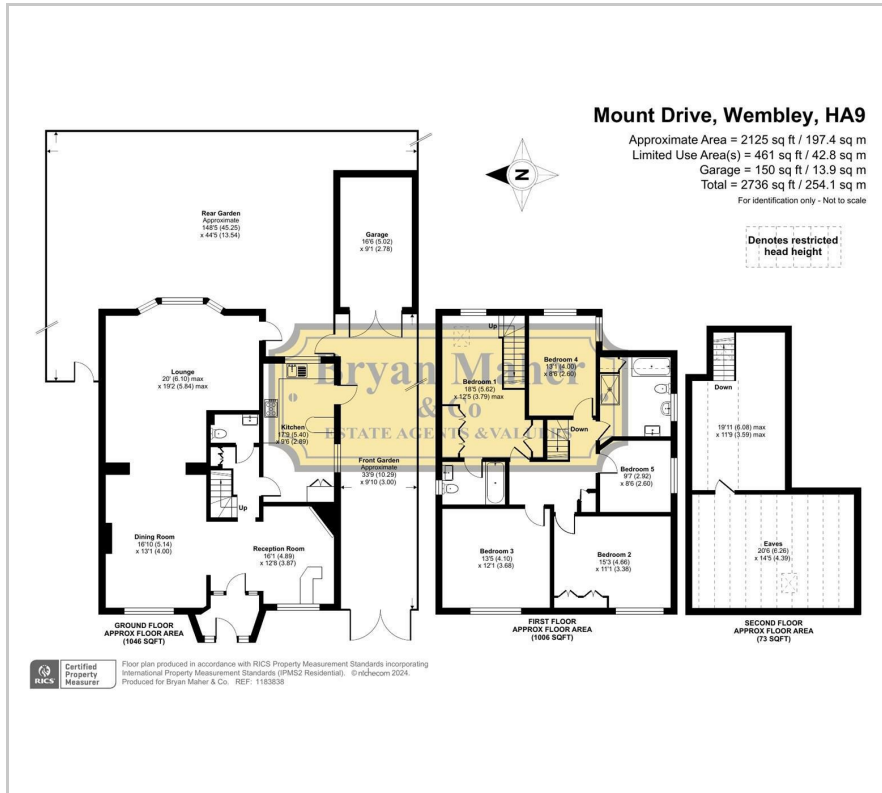 Mount Drive, Wembley, HA9
Approximate Area = 2125 sq ft / 197.4 sq m
Limited Use Area(s) = 461 sq ft / 42.8 sq m
Garage = 150 sq ft / 13.9 sq m
Total = 2736 sq ft / 254.1 sq m
For identification only - Not to scale
Denotes restricted
head height
N
Rear Garden
Approximate
148'5 (45.25)
x 44'5 (13.54)
Garage
16'6 (5.02)
x 9'1 (2.78)
Lounge
20' (6.10) max
x 19'2 (5.84) max
Kitchen
17'9 (5.40)
x 9'6 (2.89)
Up
Front Garden
Approximate
33'9 (10.29)
x 9'10 (3.00)
Dining Room
16'10 (5.14)
x 13'1 (4.00)
Reception Room
16'1 (4.89)
x 12'8 (3.87)
GROUND FLOOR
APPROX FLOOR AREA
(1046 SQFT)
Bryan Maher
& Co
ESTATE AGENTS & VALUERS
Up
Bedroom 1
18'5 (5.62)
x 12'5 (3.79) max
Bedroom 4
13'1 (4.00)
x 8'6 (2.60)
Down
Bedroom 5
9'7 (2.92)
x 8'6 (2.60)
Bedroom 3
13'5 (4.10)
x 12'1 (3.68)
Bedroom 2
15'3 (4.66)
x 11'1 (3.38)
FIRST FLOOR
APPROX FLOOR AREA
(1006 SQFT)
Down
19'11 (6.08) max
x 11'9 (3.59) max
Eaves
20'6 (6.26)
x 14'5 (4.39)
SECOND FLOOR
APPROX FLOOR AREA
(73 SQFT)
RICS
Certified
Property
Measurer
Floor plan produced in accordance with RICS Property Measurement Standards incorporating
International Property Measurement Standards (IPMS2 Residential). © nichecom 2024.
Produced for Bryan Maher & Co. REF: 1183838